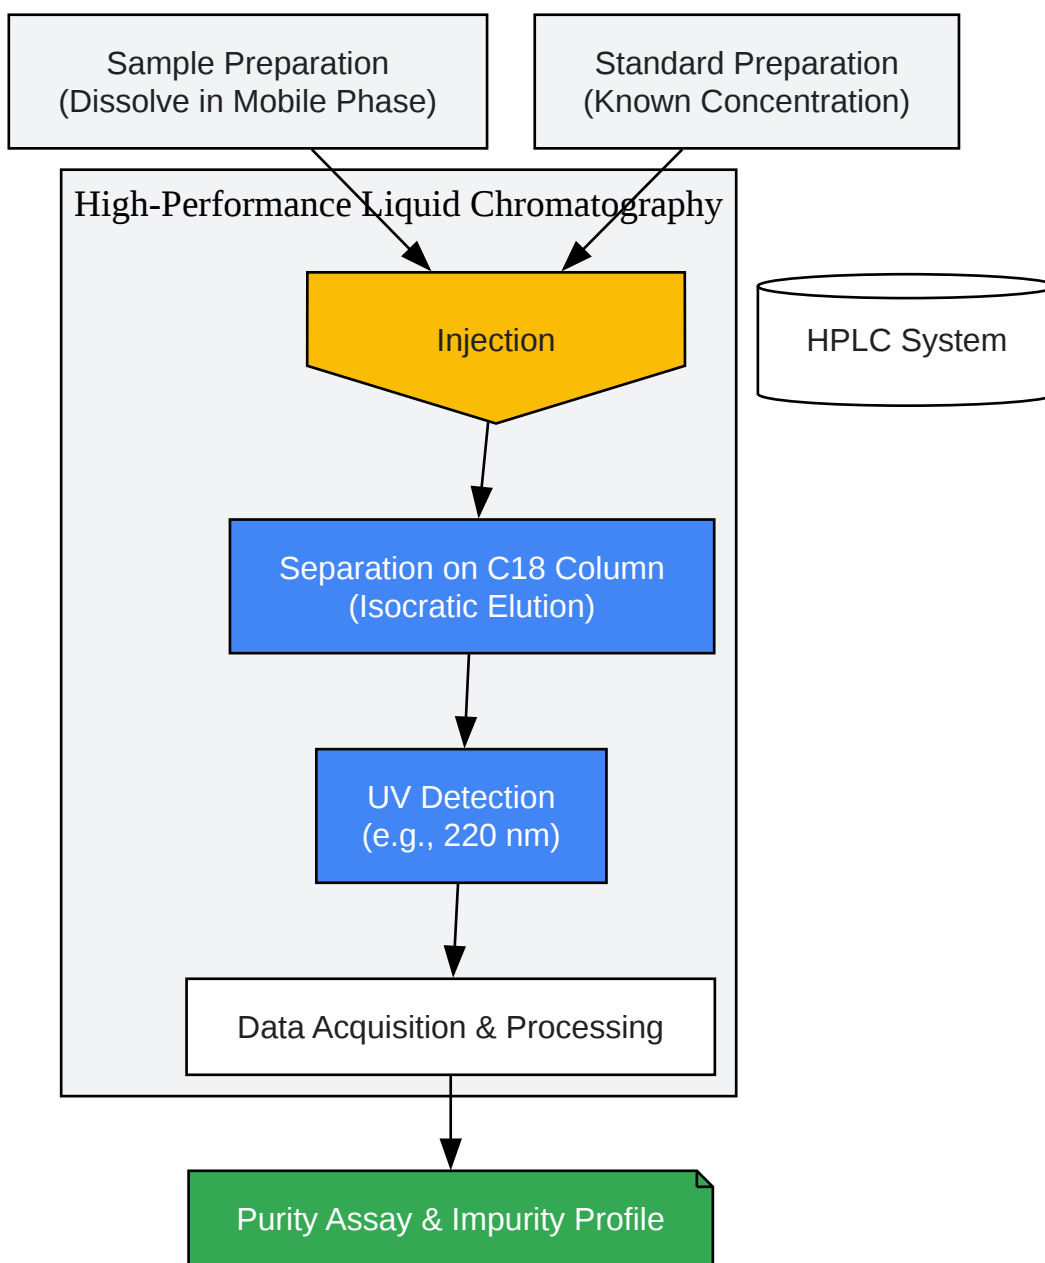 Sample Preparation
(Dissolve in Mobile Phase)
Standard Preparation
(Known Concentration)
High-Performance Liquid Chromatography
Injection
HPLC System
Separation on C18 Column
(Isocratic Elution)
UV Detection
(e.g., 220 nm)
Data Acquisition & Processing
Purity Assay & Impurity Profile